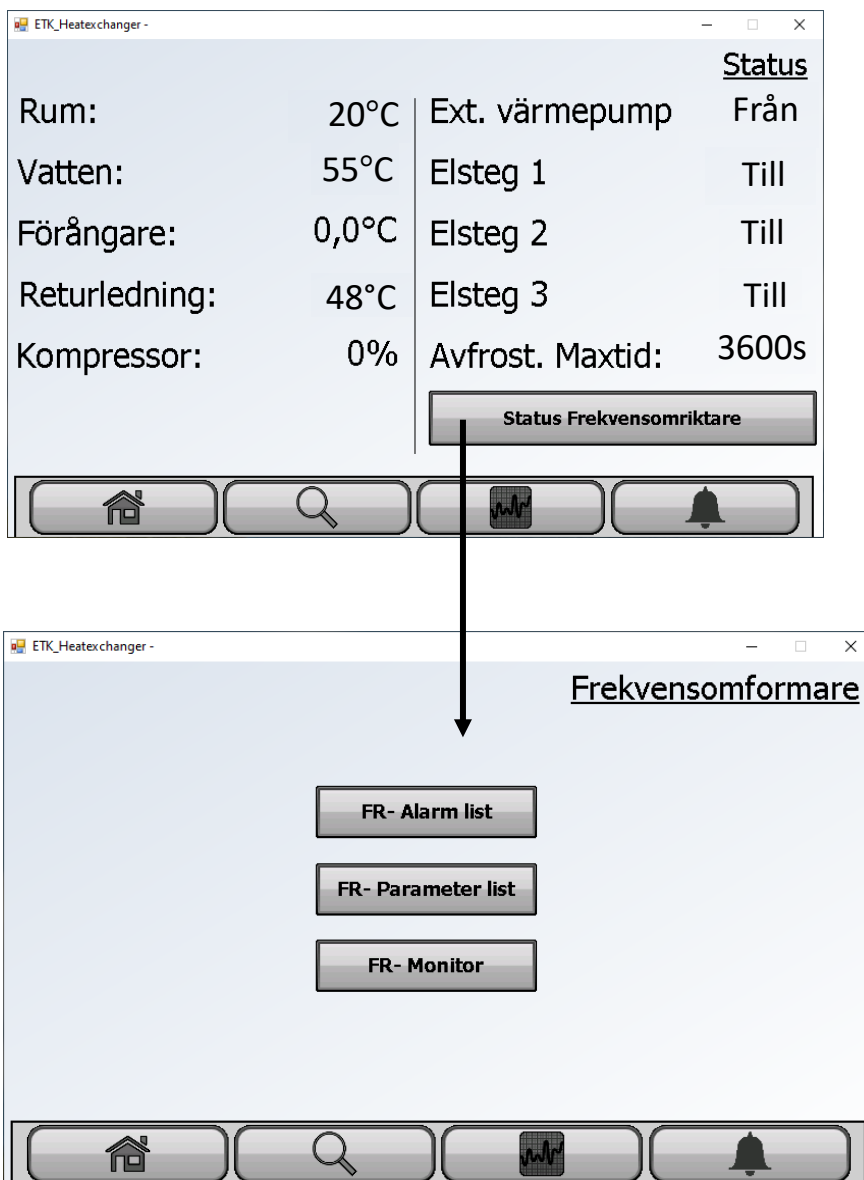 ETK_Heatexchanger -
Status
Rum: 20°C Ext. värmepump Från
Vatten: 55°C Elsteg 1 Till
Förångare: 0,0°C Elsteg 2 Till
Returledning: 48°C Elsteg 3 Till
Kompressor: 0% Avfrost. Maxtid: 3600s
Status Frekvensomriktare
ETK_Heatexchanger -
Frekvensomformare
FR- Alarm list
FR- Parameter list
FR- Monitor